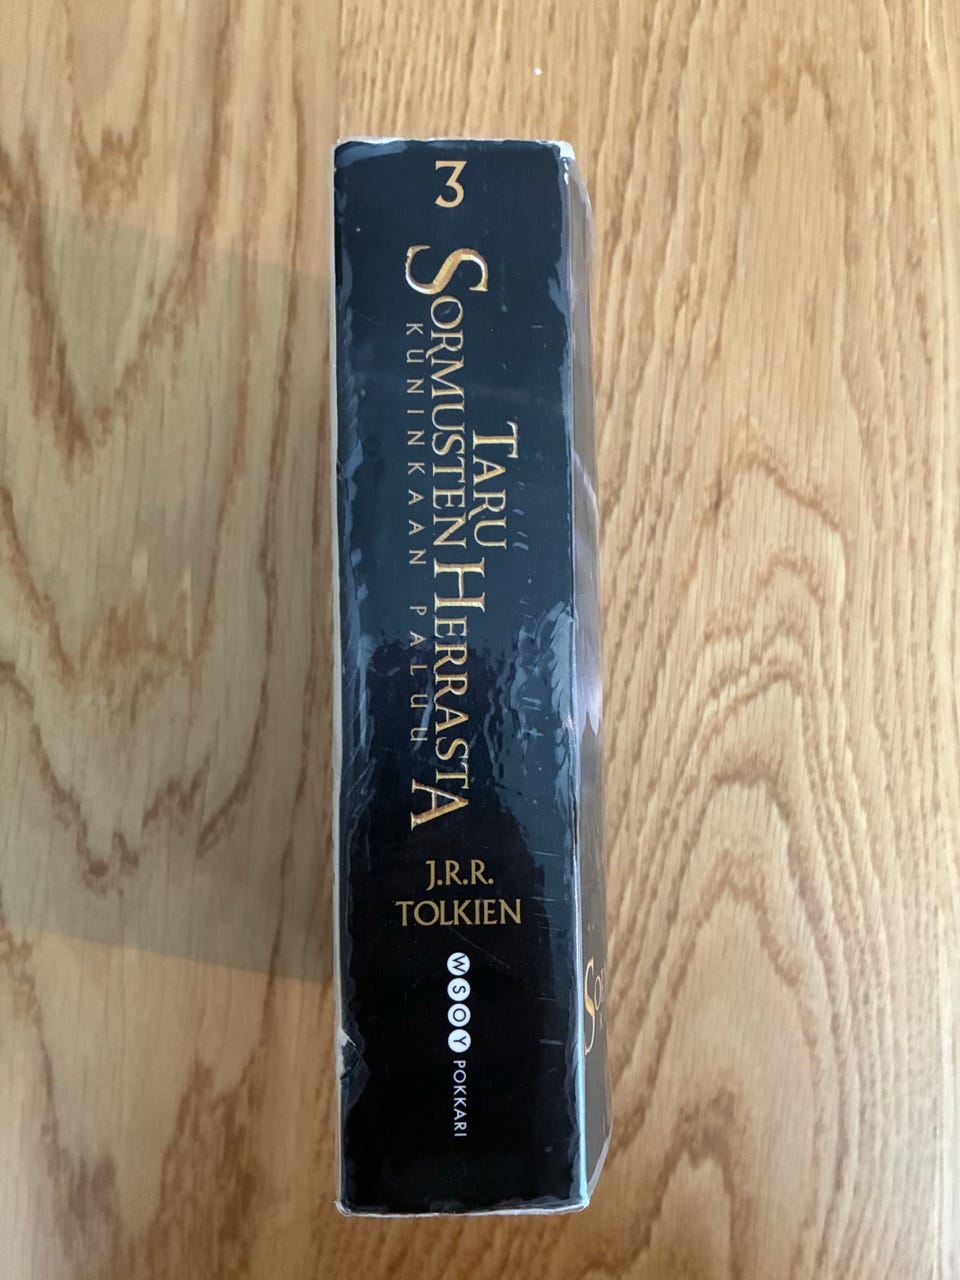 3
TARU
SORMUSTEN HERRASTA
KUNINKAAN PALUU
J.R.R.
TOLKIEN
WSOY POKKARI